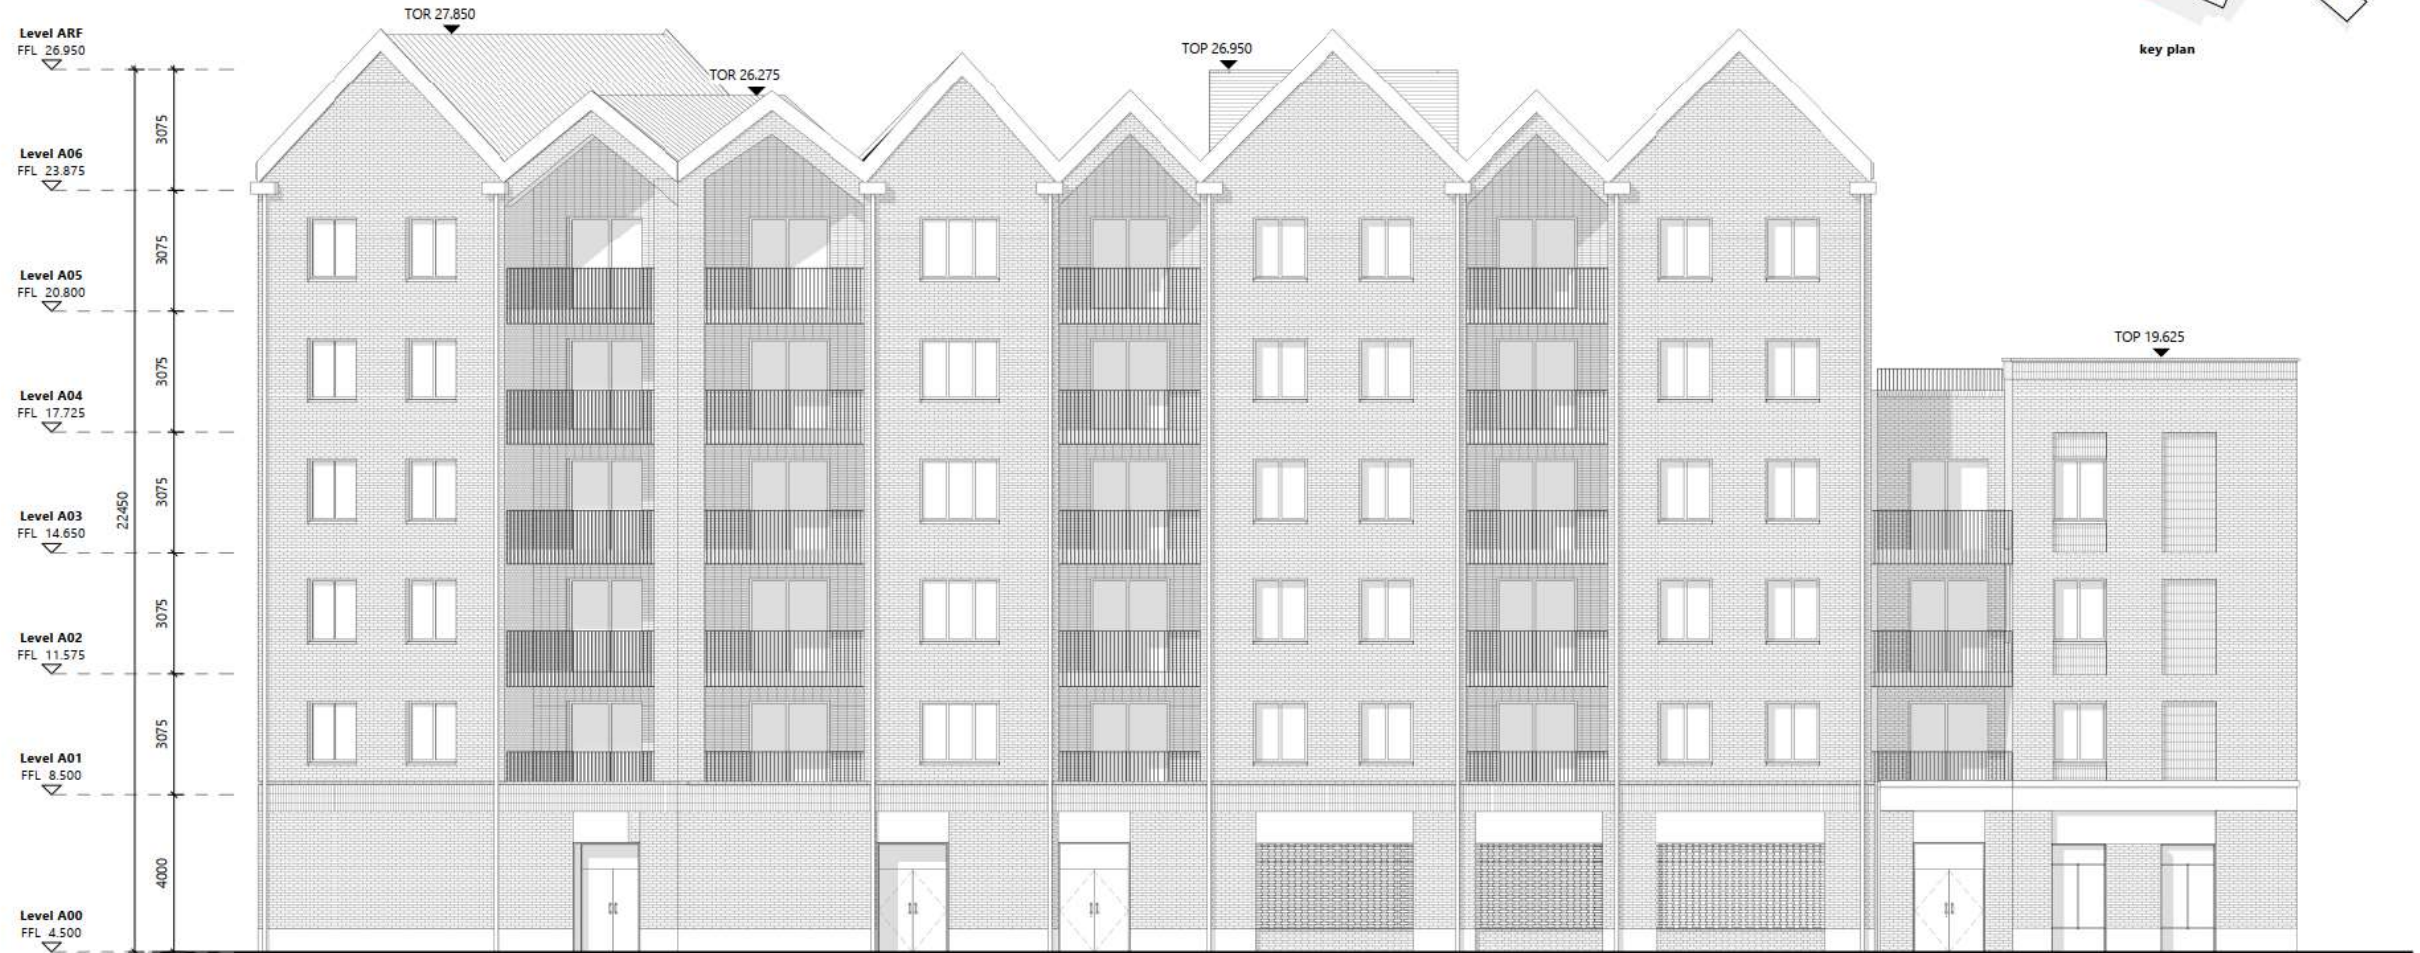 TOR 27.850
Level ARF
FFL 26.950
TOP 26.950
key plan
TOR 26.275
3075
Level A06
FFL 23.875
3075
Level A05
FFL 20.800
TOP 19.625
3075
Level A04
FFL 17.725
3075
22450
Level A03
FFL 14.650
3075
Level A02
FFL 11.575
3075
Level A01
FFL 8.500
4000
Level A00
FFL 4.500